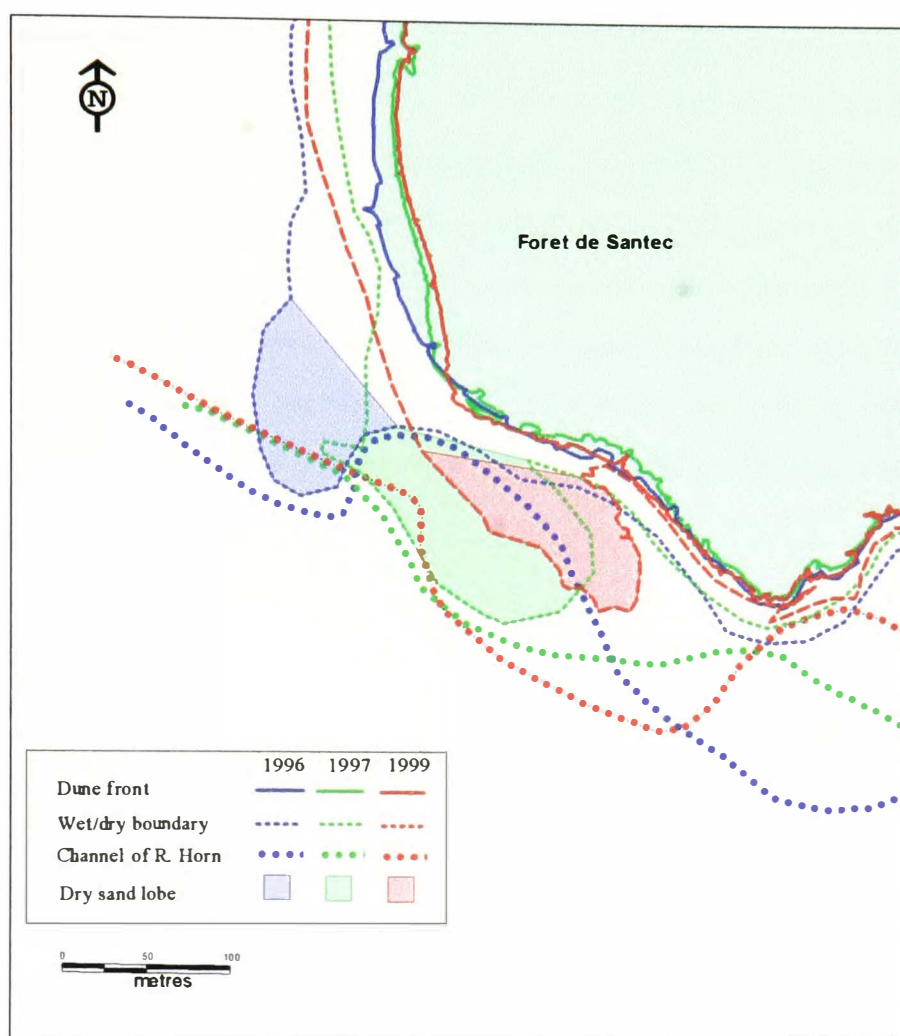 N
Foret de Santec
1996 1997 1999
Dune front
Wet/dry boundary
Channel of R. Horn
Dry sand lobe
0 50 100
metres